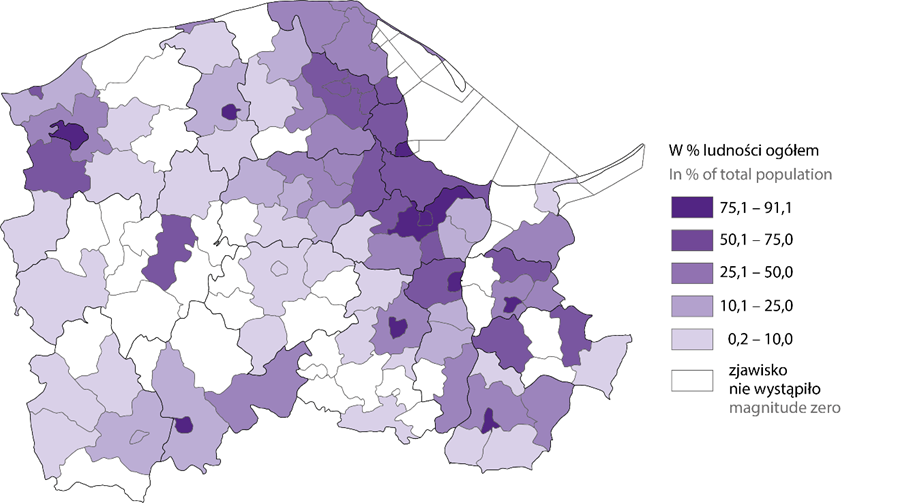 W % ludności ogółem
In % of total population
75,1 – 91,1
50,1 – 75,0
25,1 – 50,0
10,1 – 25,0
0,2 – 10,0
zjawisko
nie wystąpiło
magnitude zero